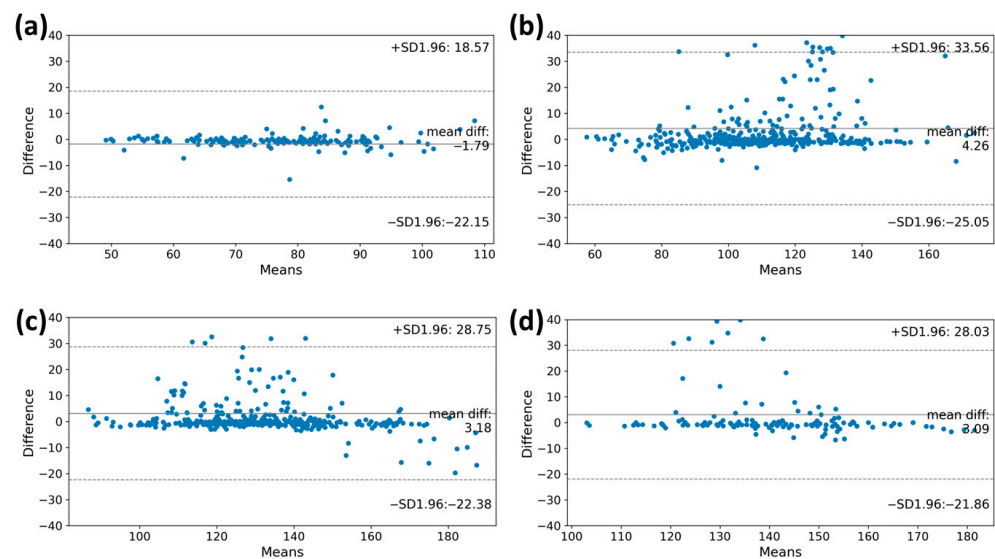 (a)
40
+SD1.96: 18.57
30
20
10
0
mean diff:
−1.79
−10
−20
−30
−SD1.96:−22.15
−40
Difference
50 60 70 80 90 100 110
Means
(b)
40
+SD1.96: 33.56
30
20
10
0
mean diff:
4.26
−10
−20
−30
−SD1.96:−25.05
−40
Difference
60 80 100 120 140 160
Means
(c)
40
+SD1.96: 28.75
30
20
10
mean diff:
0
3.18
−10
−20
−30
−SD1.96:−22.38
−40
Difference
100 120 140 160 180
Means
(d)
40
+SD1.96: 28.03
30
20
10
mean diff:
0
3.09
−10
−20
−30
−SD1.96:−21.86
−40
Difference
100 110 120 130 140 150 160 170 180
Means